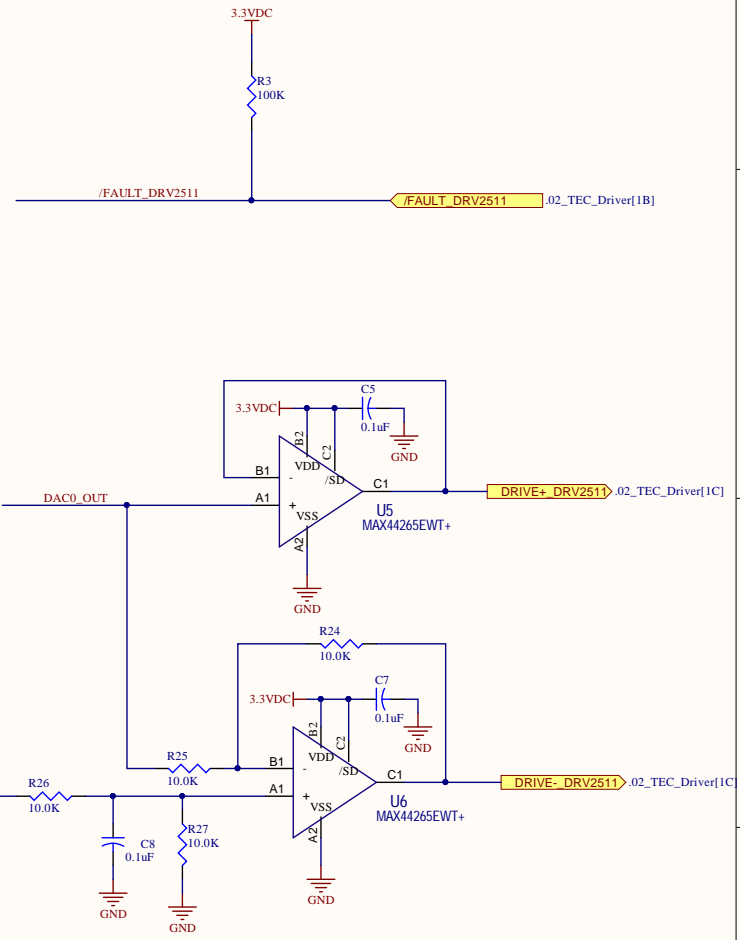 3.3VDC
R3
100K
/FAULT_DRV2511
/FAULT_DRV2511
.02_TEC_Driver[1B]
C5
3.3VDC
0.1uF
B2
C2
GND
VDD
B1
-
/SD
C1
DRIVE+_DRV2511
.02_TEC_Driver[1C]
DAC0_OUT
A1
+
VSS
U5
MAX44265EWT+
A2
GND
R24
10.0K
C7
3.3VDC
0.1uF
B2
C2
GND
R25
VDD
B1
-
/SD
C1
10.0K
DRIVE-_DRV2511
.02_TEC_Driver[1C]
R26
A1
+
10.0K
VSS
U6
MAX44265EWT+
A2
R27
10.0K
C8
0.1uF
GND
GND
GND